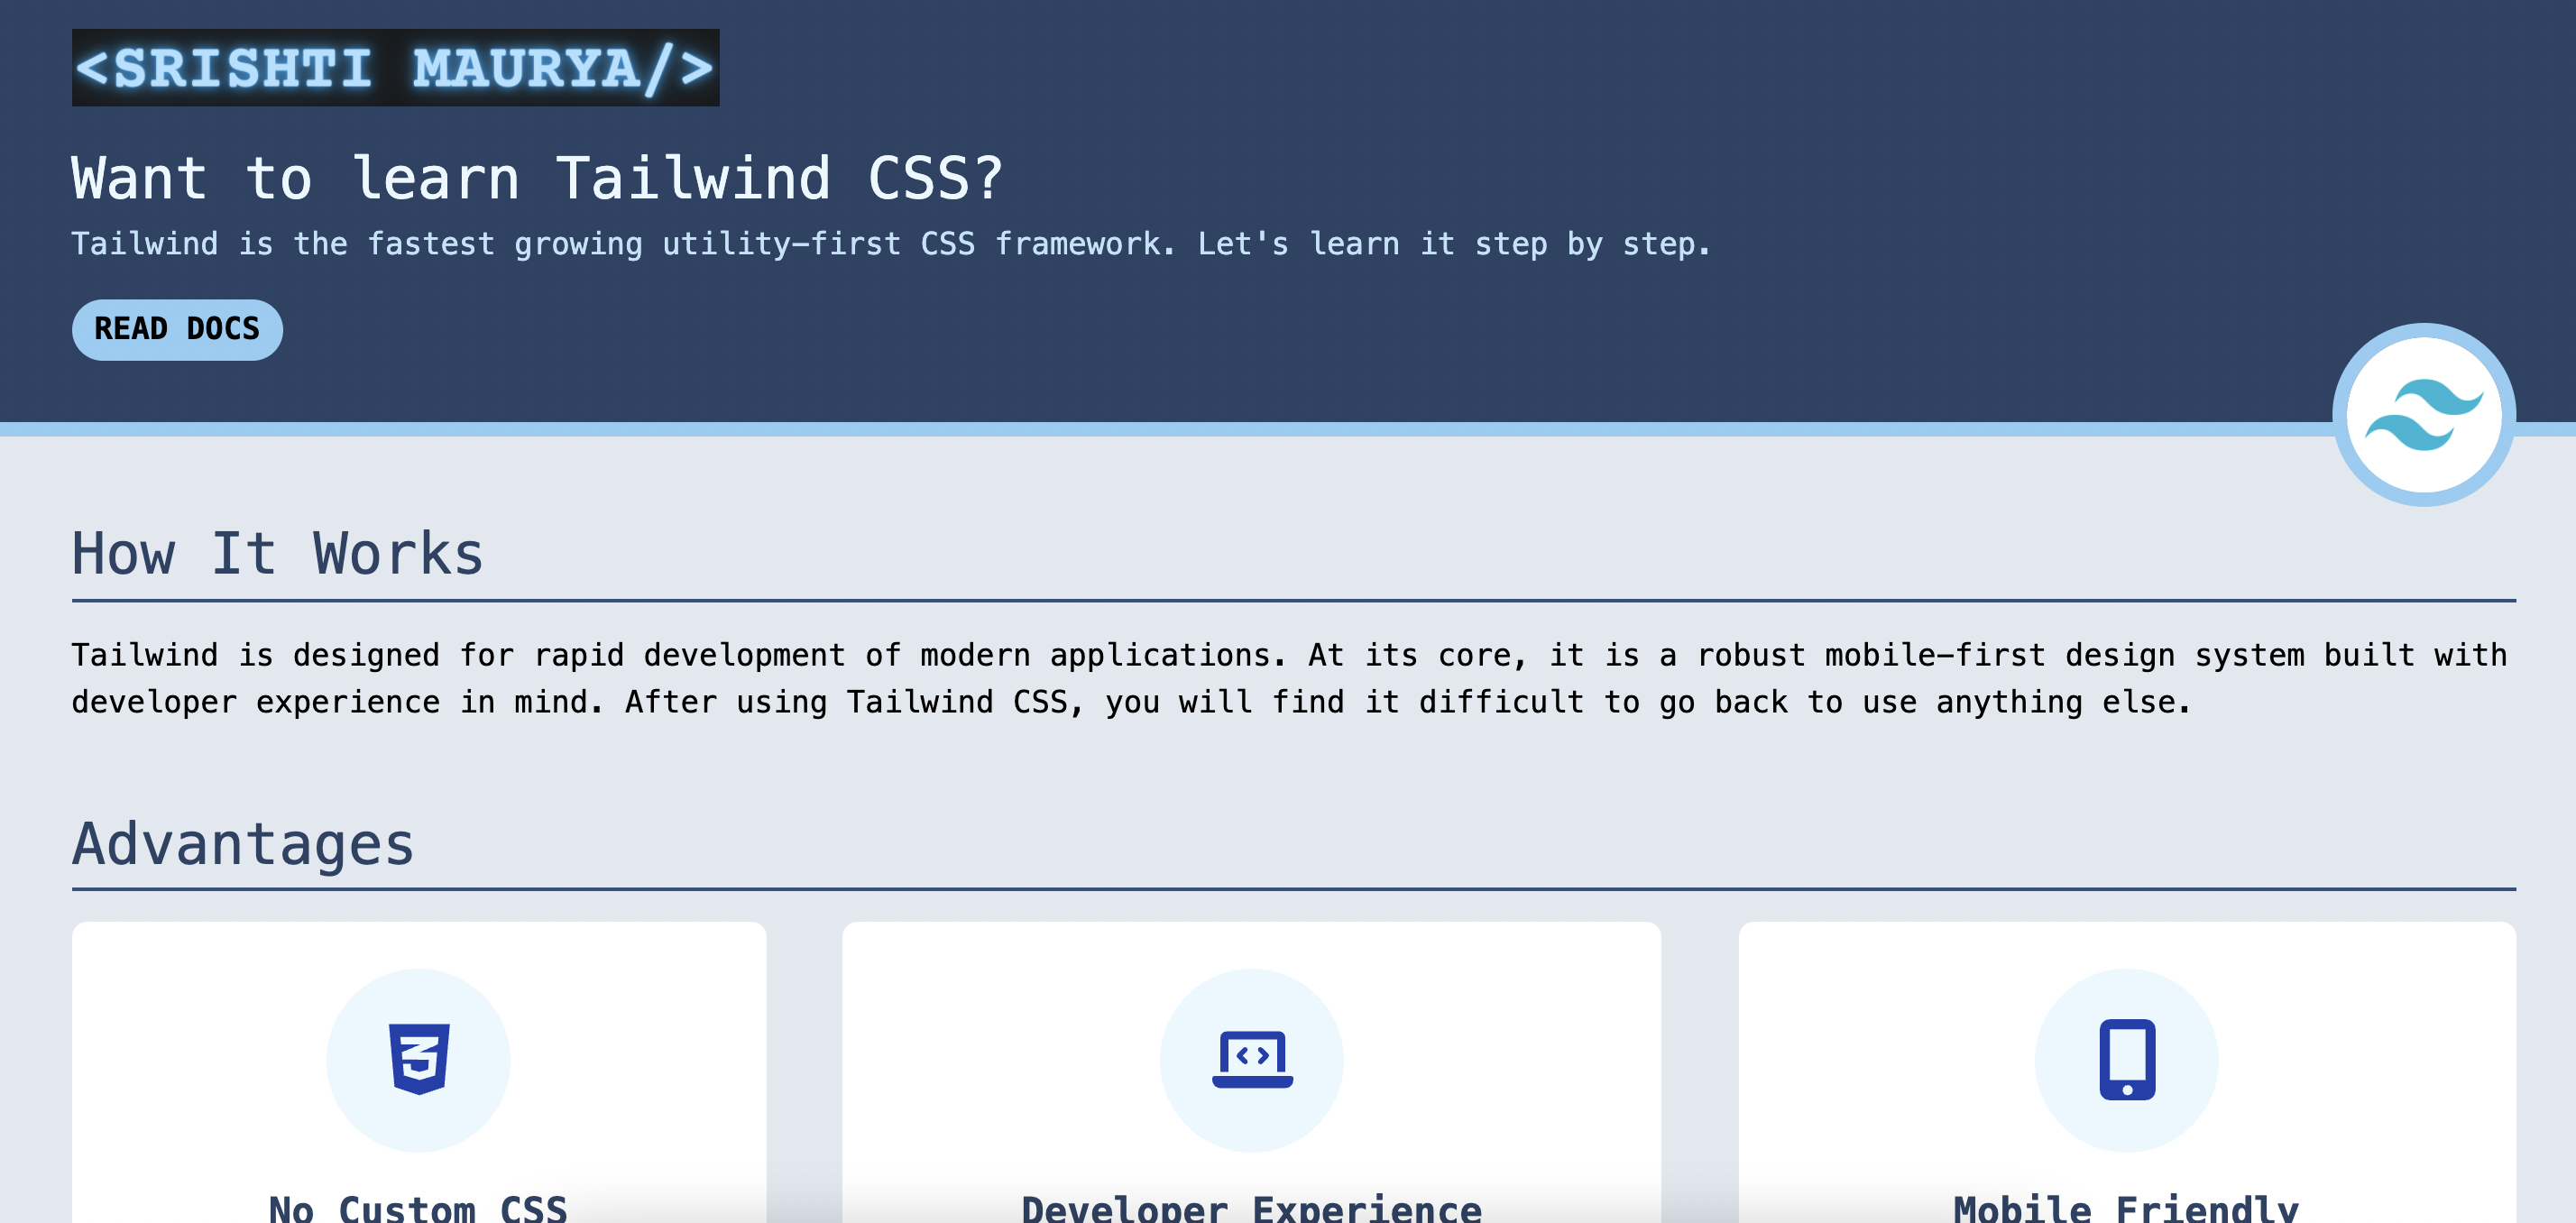 <SRISHTI MAURYA/>
Want to learn Tailwind CSS?
Tailwind is the fastest growing utility-first CSS framework. Let's learn it step by step.
READ DOCS
How It Works
Tailwind is designed for rapid development of modern applications. At its core, it is a robust mobile-first design system built with
developer experience in mind. After using Tailwind CSS, you will find it difficult to go back to use anything else.
Advantages
No Custom CSS
Developer Experience
Mobile Friendly